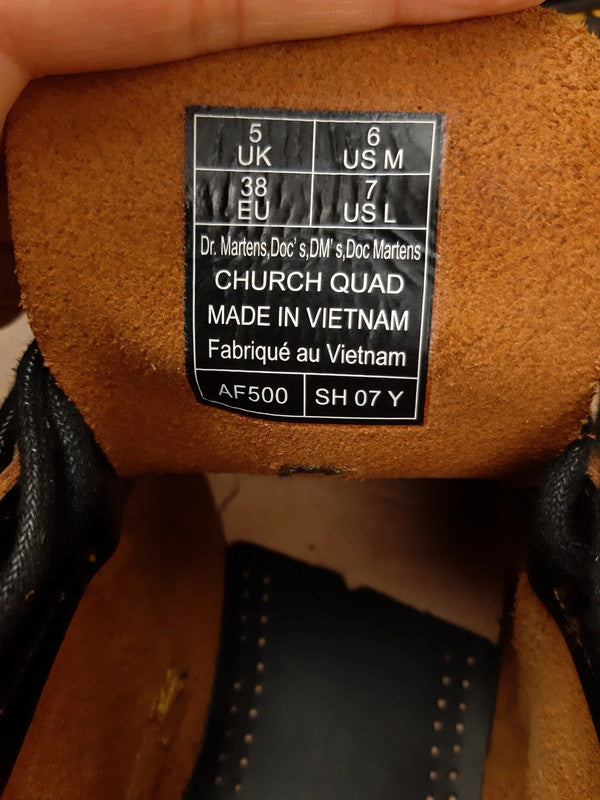 5 UK
6 US M
38 EU
7 US L
Dr. Martens,Doc's,DM's,Doc Martens
CHURCH QUAD
MADE IN VIETNAM
Fabriqué au Vietnam
AF500
SH 07 Y